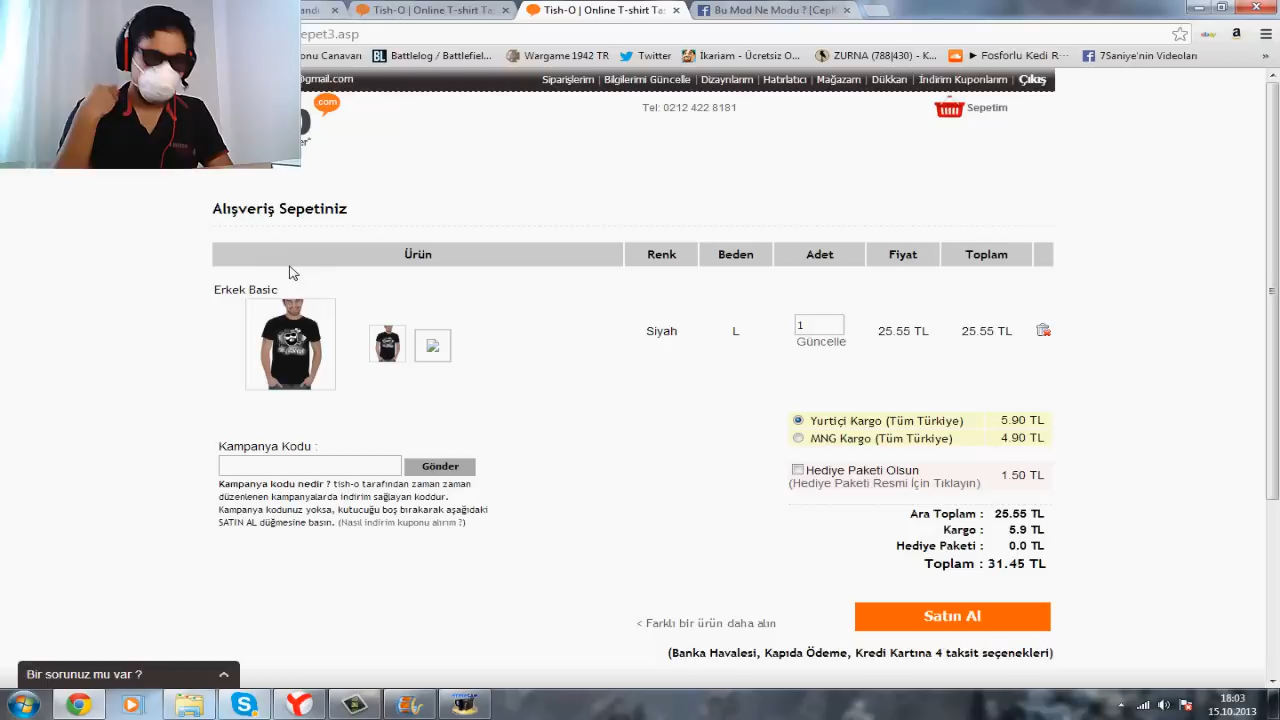 Tish-O | Online T-shirt Ta:
Tish-O | Online T-shirt Ta:
Bu Mod Ne Modu ? [CepK
epet3.asp
onu Canavarı
Battlelog / Battlefiel...
Wargame 1942 TR
Twitter
Ikariam - Ücretsiz O...
ZURNA (788|430) - K...
► Fosforlu Kedi R...
7Saniye'nin Videoları
@gmail.com
Siparişlerim | Bilgilerimi Güncelle | Dizaynlarım | Hatırlatıcı | Mağazam | Dükkan | İndirim Kuponlarım | Çıkış
.com
Tel: 0212 422 8181
Sepetim
Alışveriş Sepetiniz
Ürün Renk Beden Adet Fiyat Toplam
Erkek Basic
Siyah L 1 25.55 TL 25.55 TL
Güncelle
Yurtiçi Kargo (Tüm Türkiye) 5.90 TL
MNG Kargo (Tüm Türkiye) 4.90 TL
Kampanya Kodu :
Gönder
Kampanya kodu nedir ? tish-o tarafından zaman zaman
düzenlenen kampanyalarda indirim sağlayan koddur.
Kampanya kodunuz yoksa, kutucuğu boş bırakarak aşağıdaki
SATIN AL düğmesine basın. (Nasıl indirim kuponu alırım ?)
Hediye Paketi Olsun
(Hediye Paketi Resmi İçin Tıklayın) 1.50 TL
Ara Toplam : 25.55 TL
Kargo : 5.9 TL
Hediye Paketi : 0.0 TL
Toplam : 31.45 TL
< Farklı bir ürün daha alın
Satın Al
(Banka Havalesi, Kapıda Ödeme, Kredi Kartına 4 taksit seçenekleri)
Bir sorunuz mu var ?
18:03
15.10.2013